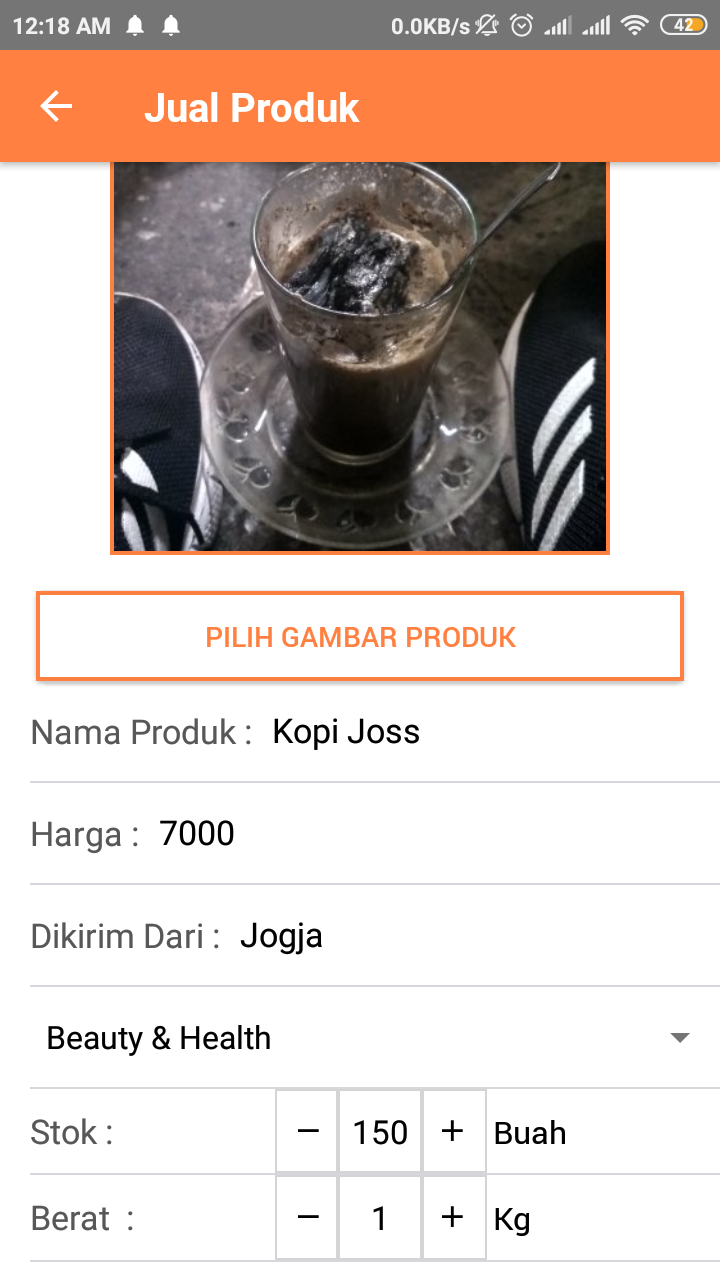 12:18 AM 0.0KB/s 42
Jual Produk
PILIH GAMBAR PRODUK
Nama Produk : Kopi Joss
Harga : 7000
Dikirim Dari : Jogja
Beauty & Health
Stok : − 150 + Buah
Berat : − 1 + Kg